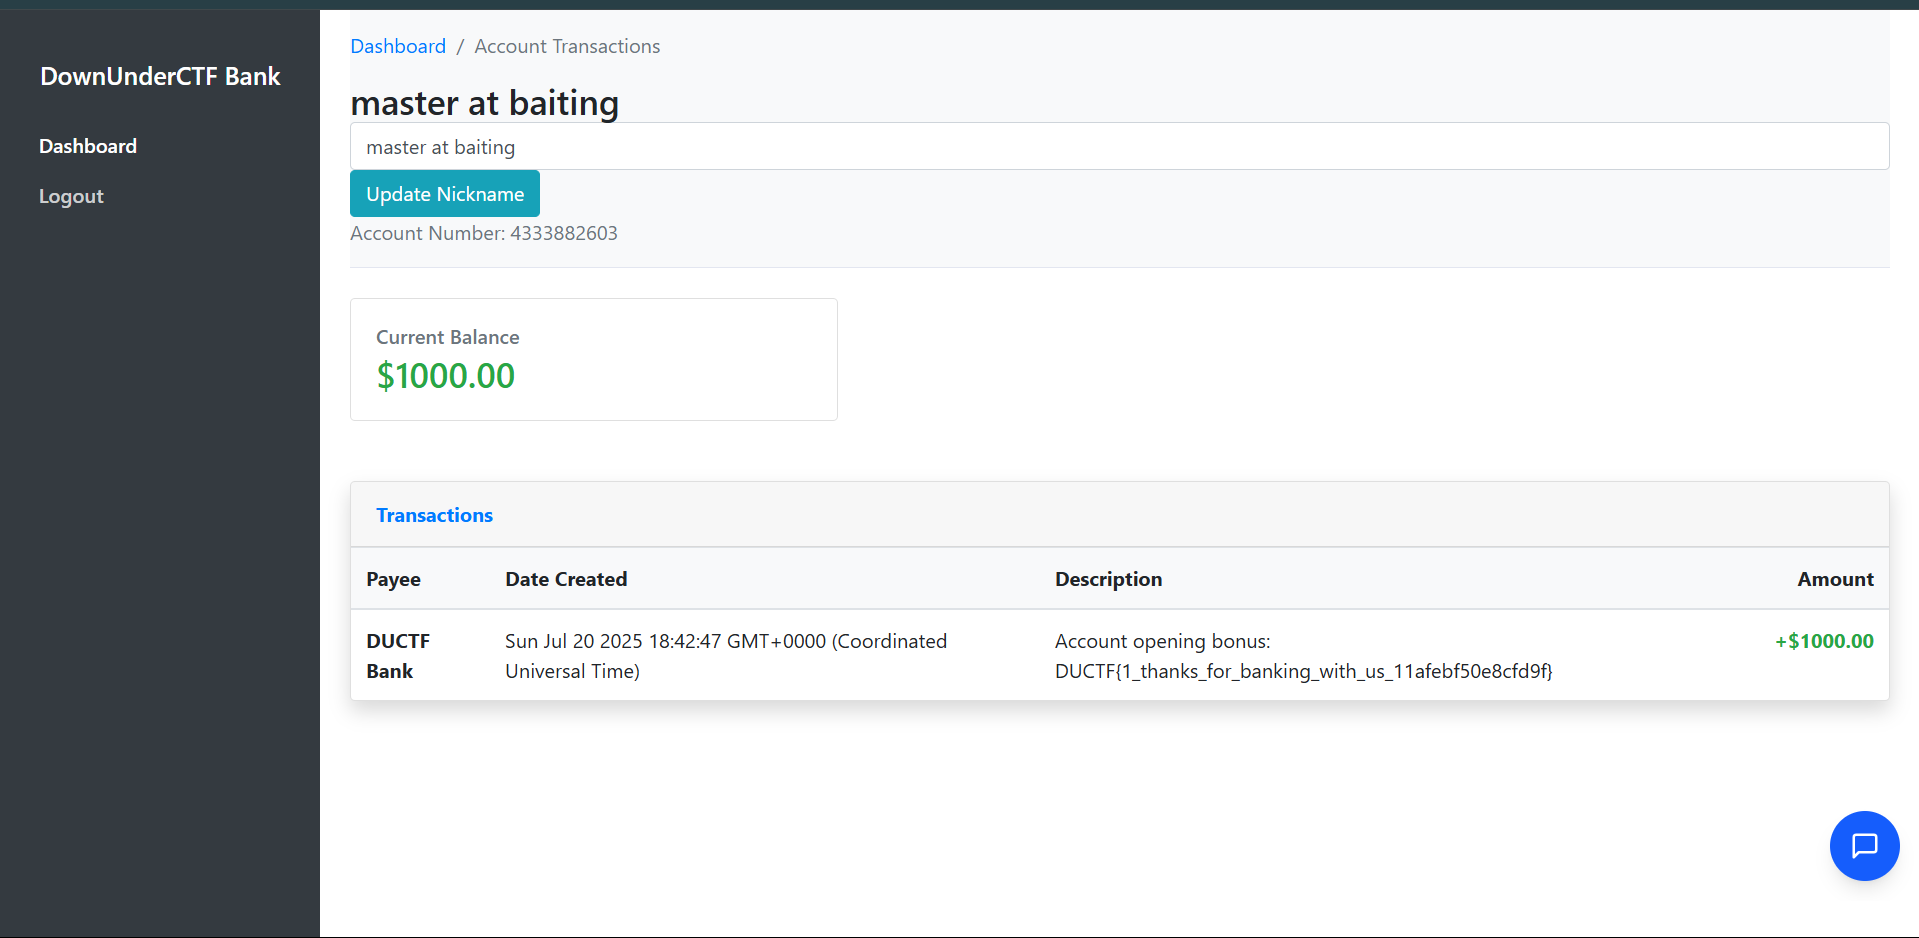 DownUnderCTF Bank
Dashboard
Logout
Dashboard / Account Transactions
master at baiting
master at baiting
Update Nickname
Account Number: 4333882603
Current Balance
$1000.00
Transactions
Payee Date Created Description Amount
DUCTF Sun Jul 20 2025 18:42:47 GMT+0000 (Coordinated Account opening bonus: +$1000.00
Bank Universal Time) DUCTF{1_thanks_for_banking_with_us_11afebf50e8cfd9f}